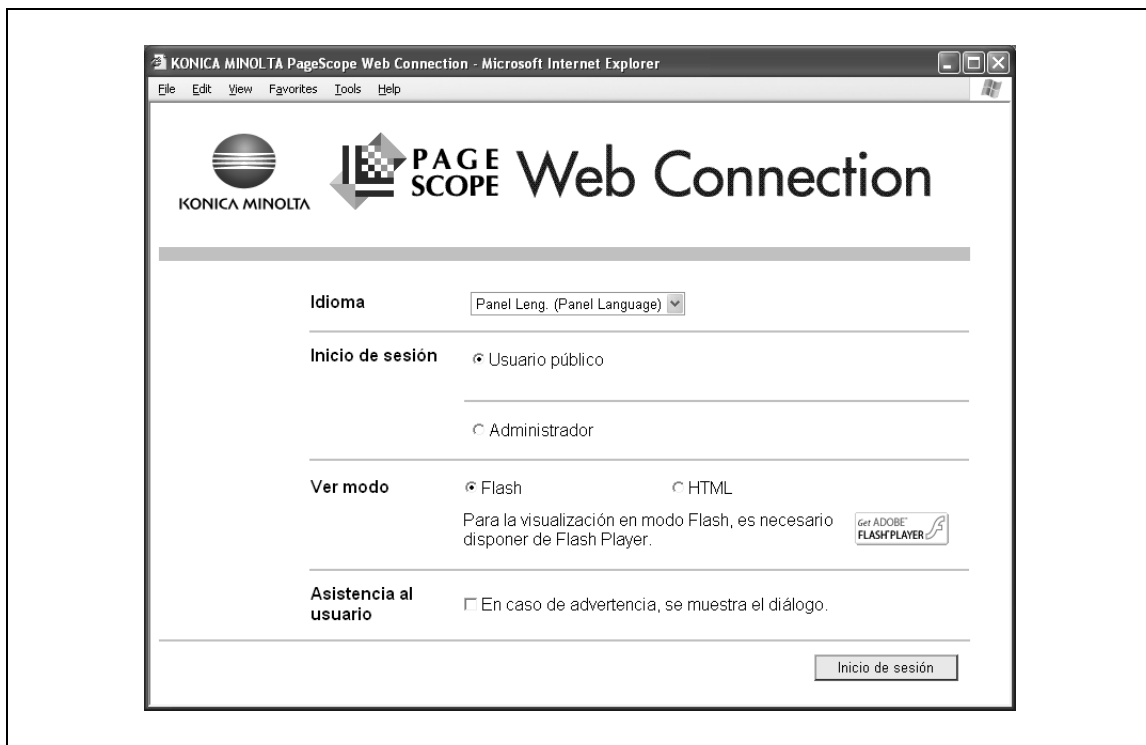 KONICA MINOLTA PageScope Web Connection - Microsoft Internet Explorer
File Edit View Favorites Tools Help
KONICA MINOLTA
PAGE SCOPE Web Connection
Idioma
Panel Leng. (Panel Language)
Inicio de sesión
Usuario público
Administrador
Ver modo
Flash HTML
Para la visualización en modo Flash, es necesario
disponer de Flash Player.
Get ADOBE
FLASH PLAYER
Asistencia al
usuario
En caso de advertencia, se muestra el diálogo.
Inicio de sesión